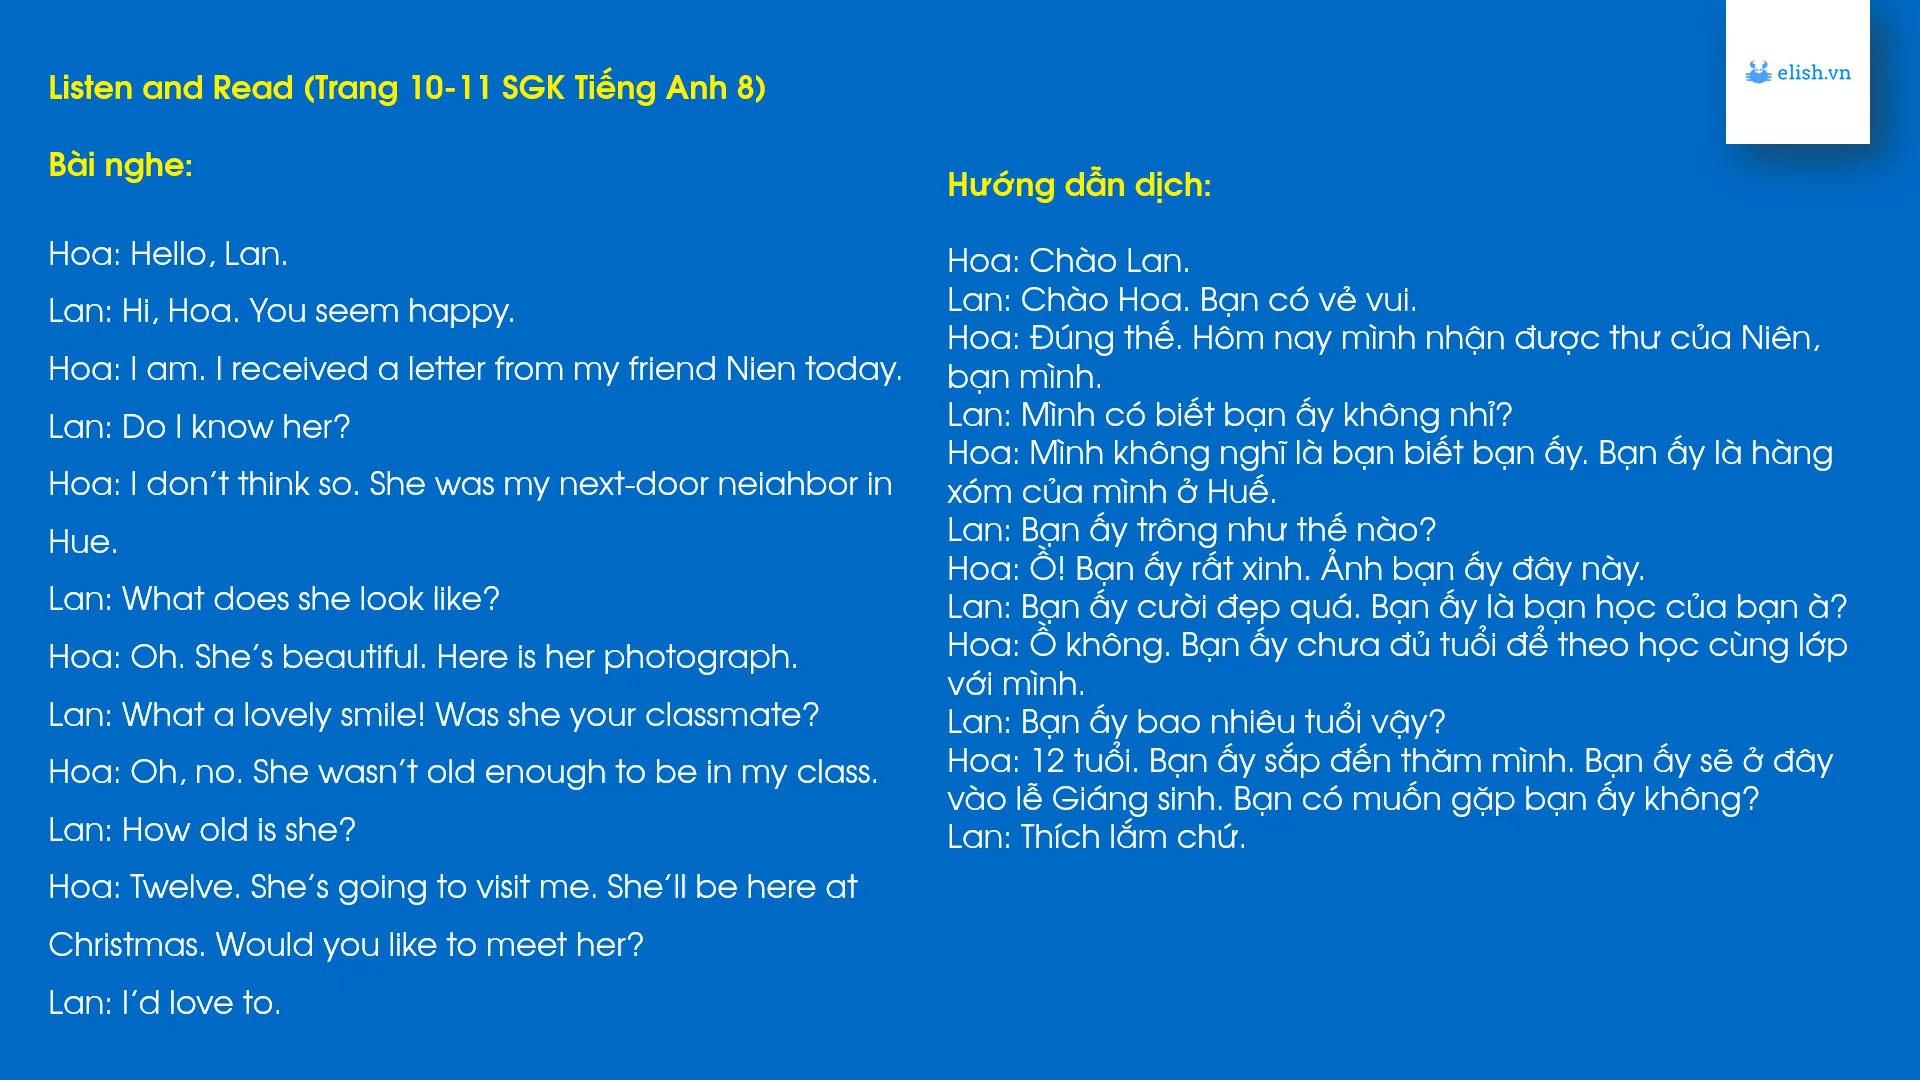 Listen and Read (Trang 10-11 SGK Tiếng Anh 8)
elish.vn
Bài nghe:
Hoa: Hello, Lan.
Lan: Hi, Hoa. You seem happy.
Hoa: I am. I received a letter from my friend Nien today.
Lan: Do I know her?
Hoa: I don't think so. She was my next-door neiahbor in
Hue.
Lan: What does she look like?
Hoa: Oh. She's beautiful. Here is her photograph.
Lan: What a lovely smile! Was she your classmate?
Hoa: Oh, no. She wasn't old enough to be in my class.
Lan: How old is she?
Hoa: Twelve. She's going to visit me. She'll be here at
Christmas. Would you like to meet her?
Lan: I'd love to.
Hướng dẫn dịch:
Hoa: Chào Lan.
Lan: Chào Hoa. Bạn có vẻ vui.
Hoa: Đúng thế. Hôm nay mình nhận được thư của Niên,
bạn mình.
Lan: Mình có biết bạn ấy không nhỉ?
Hoa: Mình không nghĩ là bạn biết bạn ấy. Bạn ấy là hàng
xóm của mình ở Huế.
Lan: Bạn ấy trông như thế nào?
Hoa: Ồ! Bạn ấy rất xinh. Ảnh bạn ấy đây này.
Lan: Bạn ấy cười đẹp quá. Bạn ấy là bạn học của bạn à?
Hoa: Ồ không. Bạn ấy chưa đủ tuổi để theo học cùng lớp
với mình.
Lan: Bạn ấy bao nhiêu tuổi vậy?
Hoa: 12 tuổi. Bạn ấy sắp đến thăm mình. Bạn ấy sẽ ở đây
vào lễ Giáng sinh. Bạn có muốn gặp bạn ấy không?
Lan: Thích lắm chứ.